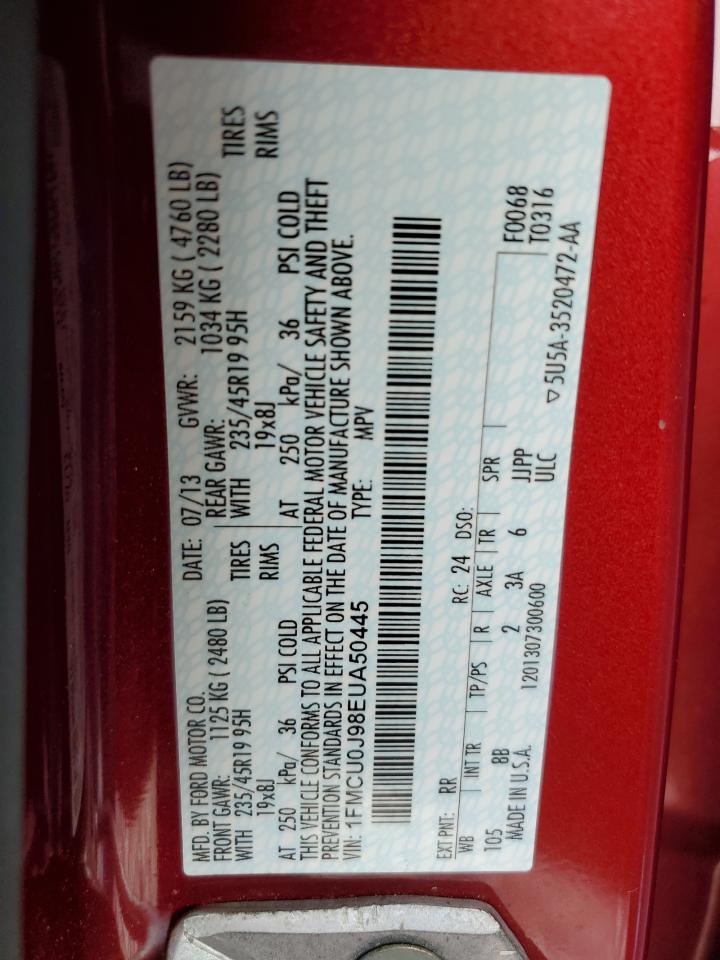 MFD. BY FORD MOTOR CO.
DATE: 07/13 GVWR: 2159 KG ( 4760 LB)
FRONT GAWR: 1125 KG ( 2480 LB)
REAR GAWR: 1034 KG ( 2280 LB)
WITH 235/45R19 95H TIRES
WITH 235/45R19 95H TIRES
19x8J RIMS
19x8J RIMS
AT 250 kPa/ 36 PSI COLD
AT 250 kPa/ 36 PSI COLD
THIS VEHICLE CONFORMS TO ALL APPLICABLE FEDERAL MOTOR VEHICLE SAFETY AND THEFT
PREVENTION STANDARDS IN EFFECT ON THE DATE OF MANUFACTURE SHOWN ABOVE.
VIN: 1FMCU0J98EUA50445 TYPE: MPV
EXT PNT: RR RC: 24 DSO:
WB INT TR TP/PS R AXLE TR SPR F0068
T0316
105 8B 2 3A 6 JJPP
ULC
MADE IN U.S.A. 1201307300600
▽ 5U5A-3520472-AA